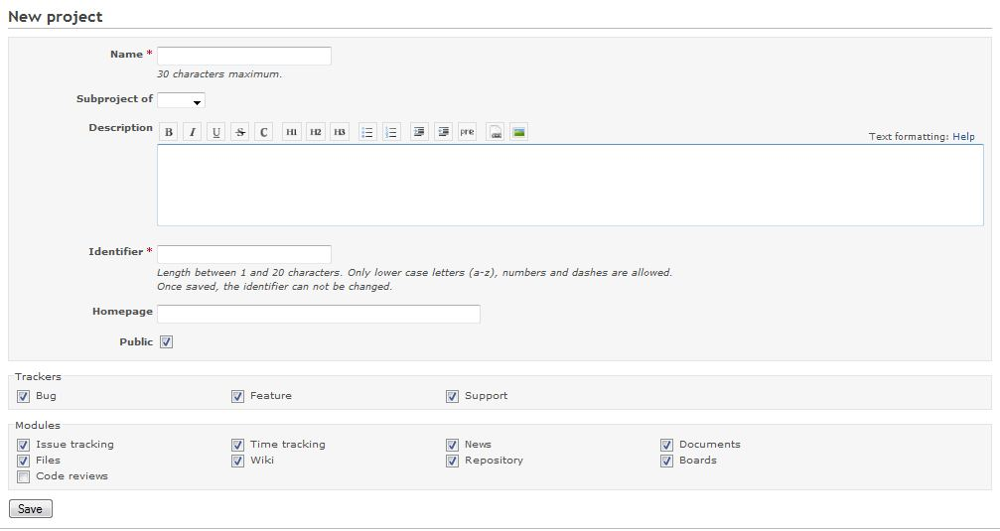 New project
Name *
30 characters maximum.
Subproject of
Description B I U S C H1 H2 H3 pre
Text formatting: Help
Identifier *
Length between 1 and 20 characters. Only lower case letters (a-z), numbers and dashes are allowed.
Once saved, the identifier can not be changed.
Homepage
Public
Trackers
Bug Feature Support
Modules
Issue tracking Time tracking News Documents
Files Wiki Repository Boards
Code reviews
Save